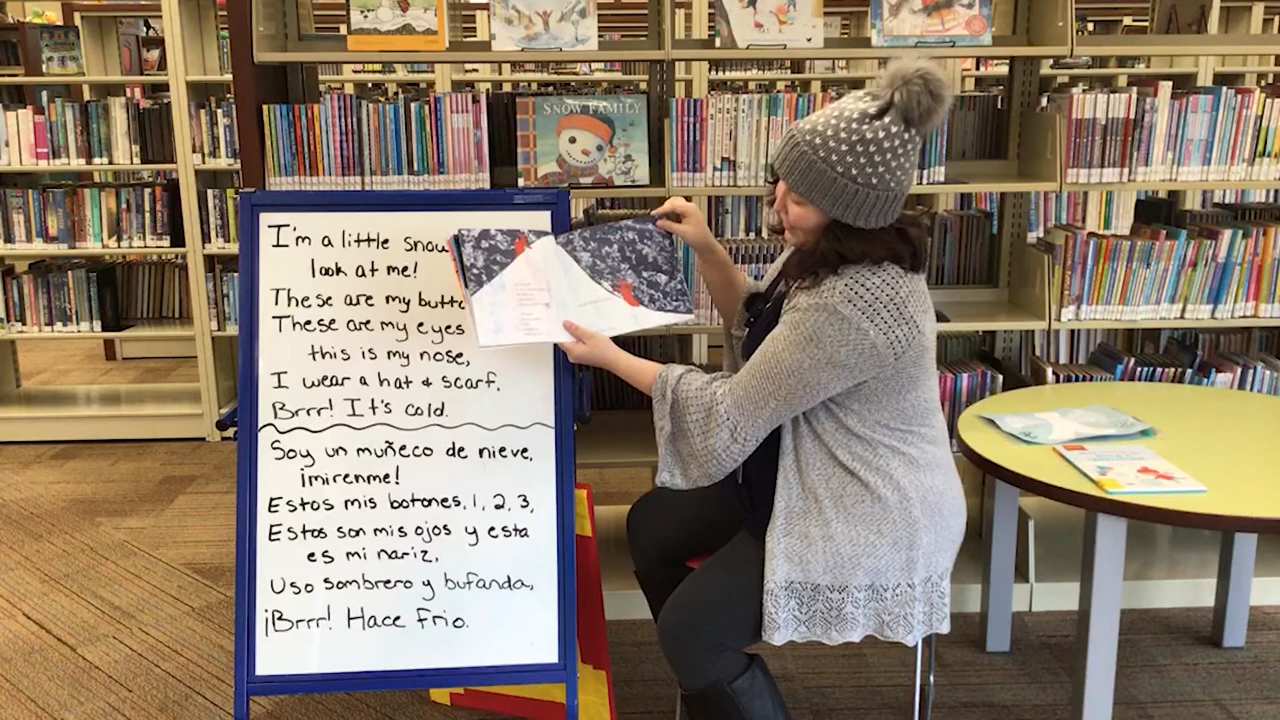 SNOW FAMILY
I'm a little snow
look at me!
These are my
These are my eyes
this is my nose,
I wear a hat & scarf.
Brrr! It's cold.
Soy un muñeco de nieve,
¡mirenme!
Estos mis botones, 1, 2, 3,
Estos son mis ojos y esta
es mi nariz,
Uso sombrero y bufanda,
¡Brrr! Hace frio.